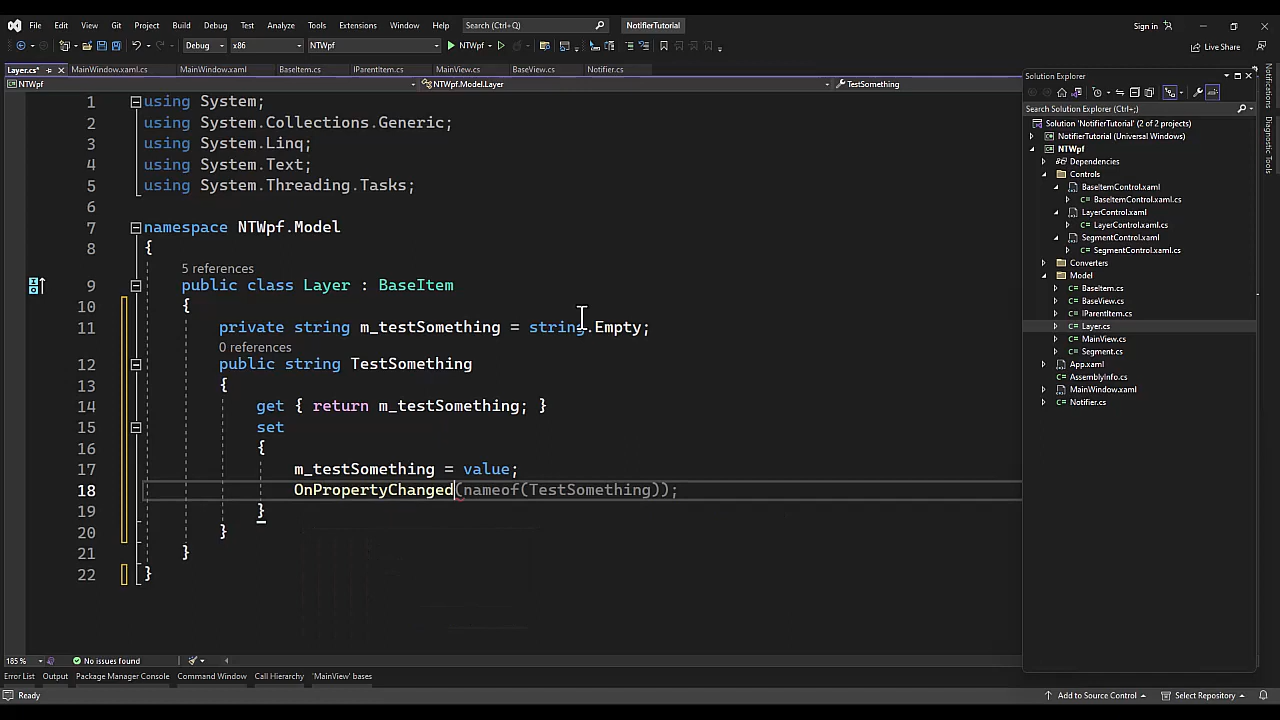 File Edit View Git Project Build Debug Test Analyze Tools Extensions Window Help Search (Ctrl+Q) NotifierTutorial Sign in
Debug x86 NTWpf NTWpf Live Share
Layer.cs* MainWindow.xaml.cs MainWindow.xaml BaseItem.cs IParentItem.cs MainView.cs BaseView.cs Notifier.cs
NTWpf NTWpf.Model.Layer TestSomething
1 using System;
2 using System.Collections.Generic;
3 using System.Linq;
4 using System.Text;
5 using System.Threading.Tasks;
6
7 namespace NTWpf.Model
8 {
5 references
9 public class Layer : BaseItem
10 {
11 private string m_testSomething = string.Empty;
0 references
12 public string TestSomething
13 {
14 get { return m_testSomething; }
15 set
16 {
17 m_testSomething = value;
18 OnPropertyChanged(nameof(TestSomething));
19 }
20 }
21 }
22 }
185% No issues found
Error List Output Package Manager Console Command Window Call Hierarchy 'MainView' bases
Ready Add to Source Control Select Repository
Solution Explorer
Search Solution Explorer (Ctrl+;)
Solution 'NotifierTutorial' (2 of 2 projects)
NotifierTutorial (Universal Windows)
NTWpf
Dependencies
Controls
BaseItemControl.xaml
BaseItemControl.xaml.cs
LayerControl.xaml
LayerControl.xaml.cs
SegmentControl.xaml
SegmentControl.xaml.cs
Converters
Model
BaseItem.cs
BaseView.cs
IParentItem.cs
Layer.cs
MainView.cs
Segment.cs
App.xaml
AssemblyInfo.cs
MainWindow.xaml
Notifier.cs
Notifications
Diagnostic Tools